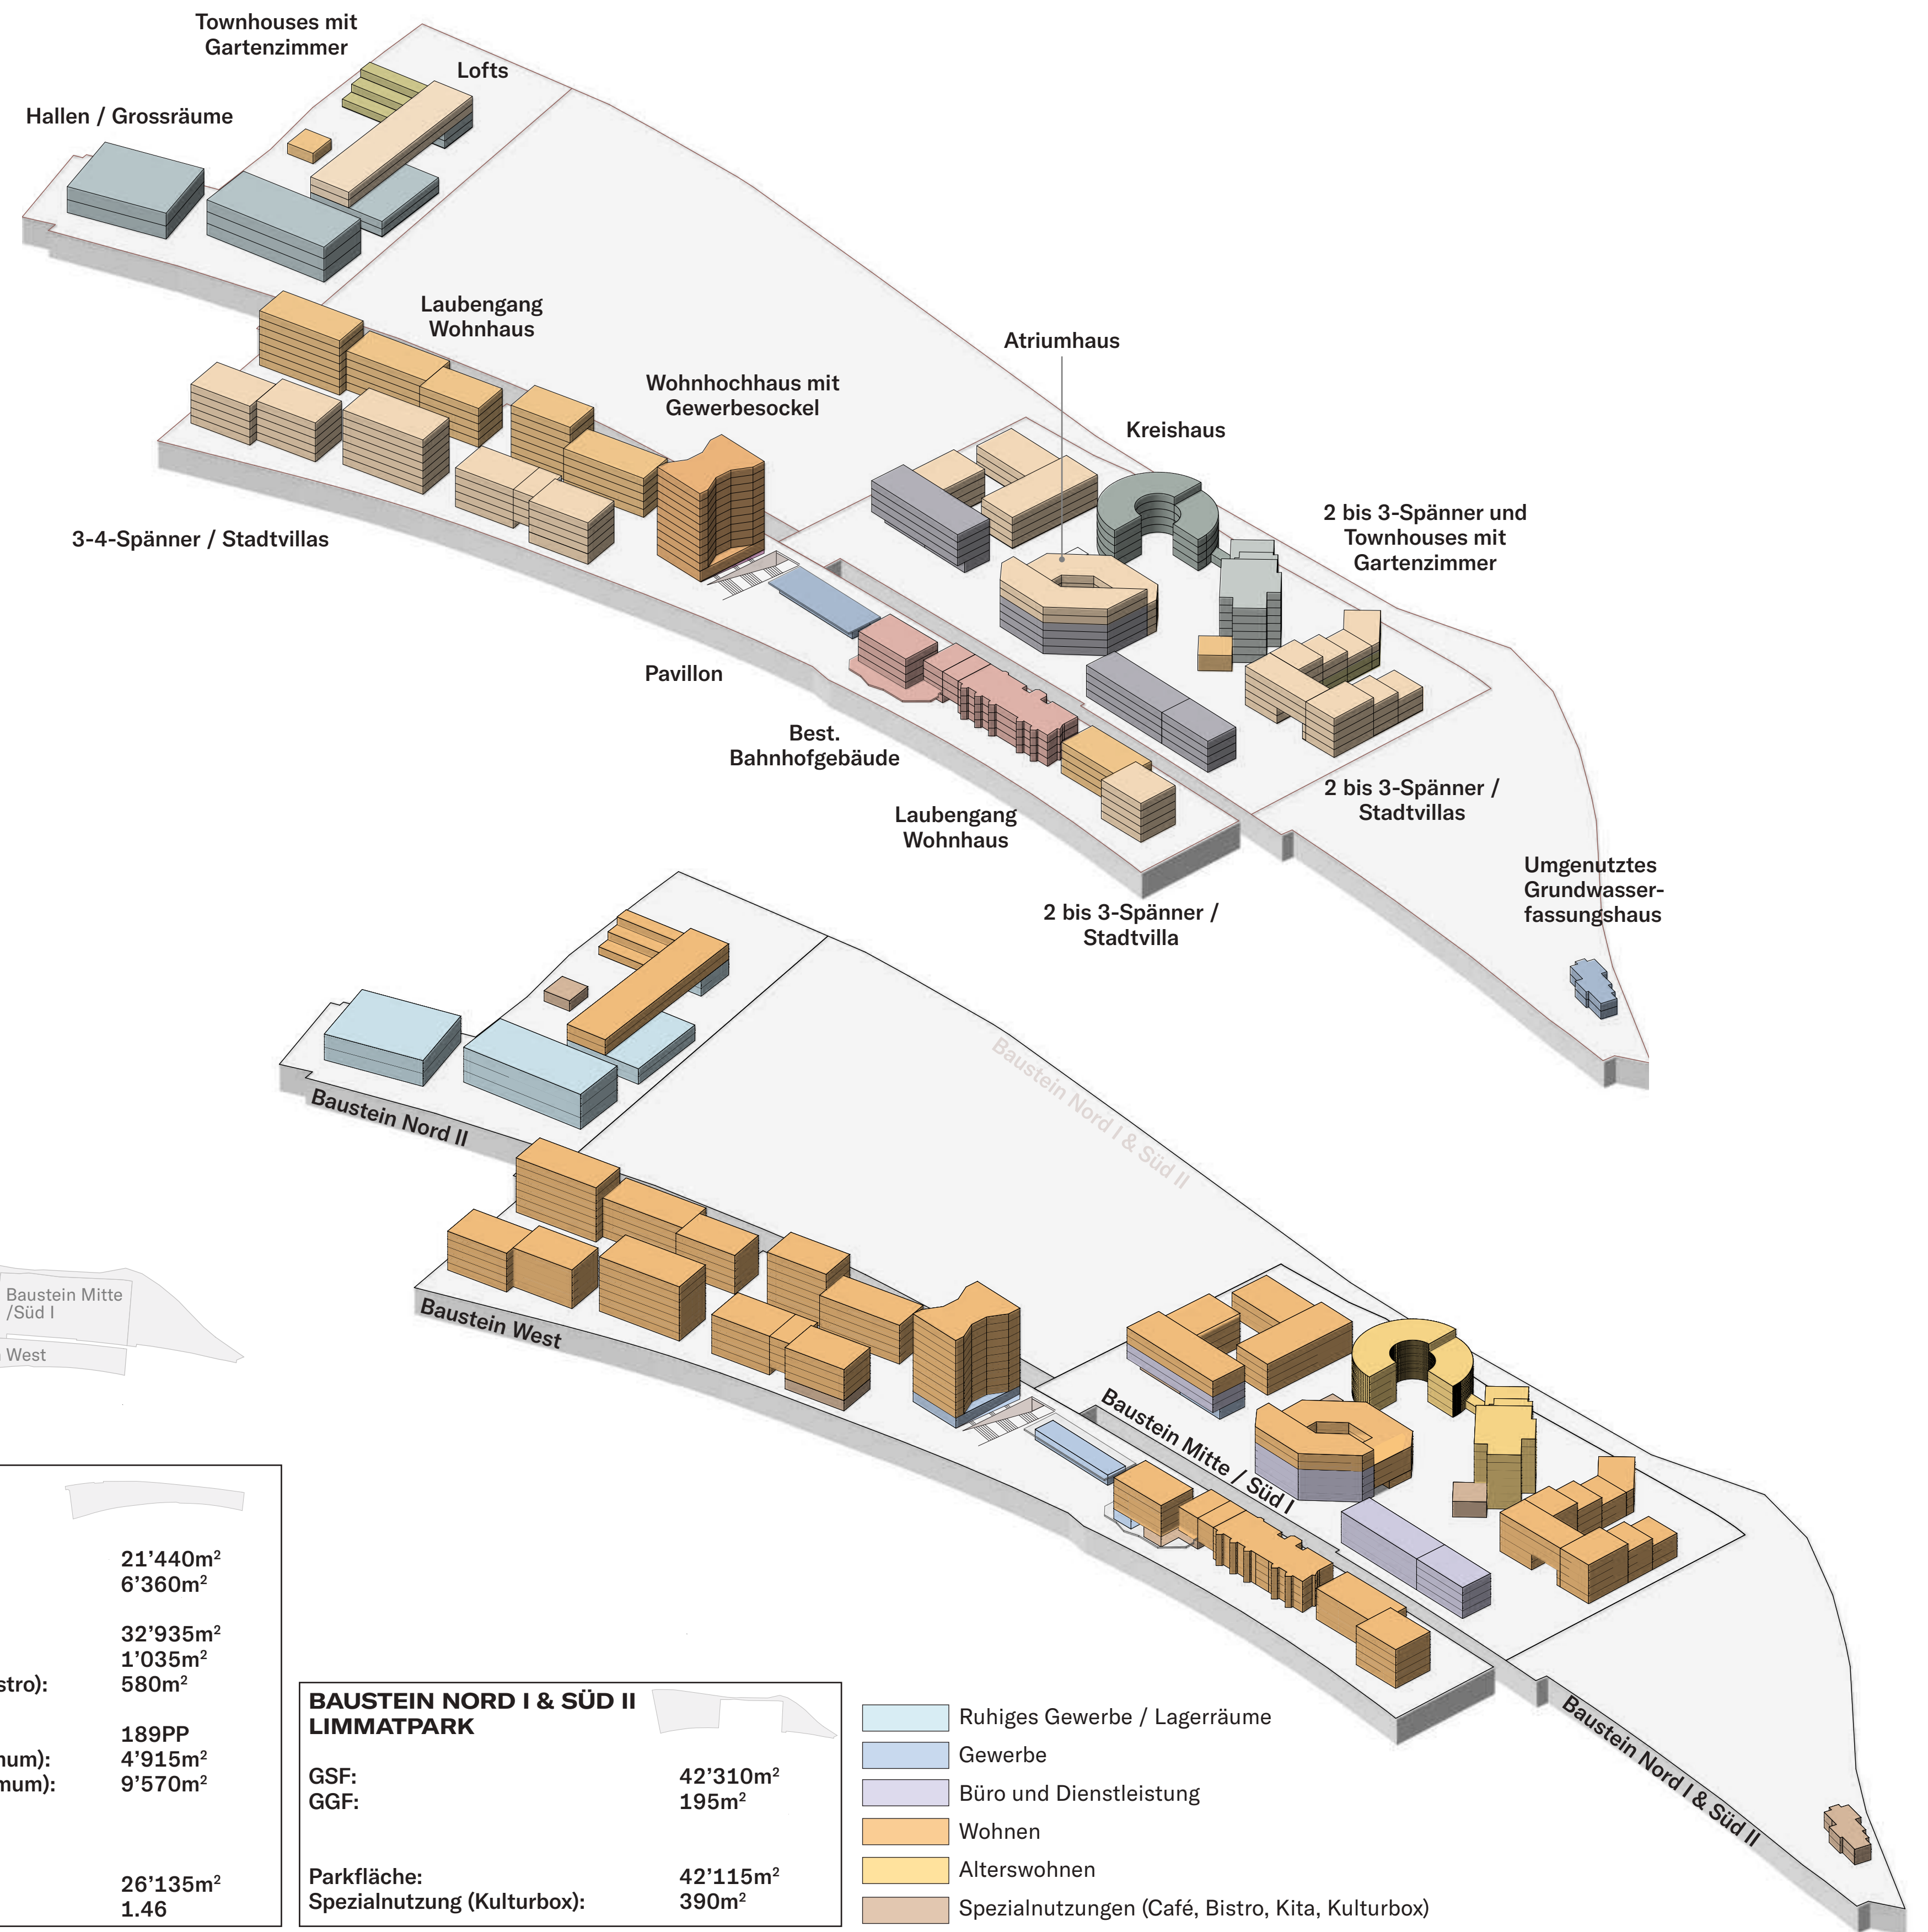 Townhouses mit
Gartenzimmer
Lofts
Hallen / Grossräume
Laubengang
Wohnhaus
Atriumhaus
Wohnhochhaus mit
Gewerbesockel
Kreishaus
2 bis 3-Spänner und
Townhouses mit
Gartenzimmer
3-4-Spänner / Stadtvillas
Pavillon
Best.
Bahnhofgebäude
2 bis 3-Spänner /
Stadtvillas
Laubengang
Wohnhaus
Umgenutztes
Grundwasser-
fassungshaus
2 bis 3-Spänner /
Stadtvilla
Baustein Nord I & Süd II
Baustein Nord II
Baustein West
Baustein Mitte / Süd I
Baustein Nord I & Süd II
Baustein Mitte
/Süd I
West
21’440m²
6’360m²
32’935m²
1’035m²
stro): 580m²
189PP
num): 4’915m²
mum): 9’570m²
26’135m²
1.46
BAUSTEIN NORD I & SÜD II
LIMMATPARK
GSF: 42’310m²
GGF: 195m²
Parkfläche: 42’115m²
Spezialnutzung (Kulturbox): 390m²
Ruhiges Gewerbe / Lagerräume
Gewerbe
Büro und Dienstleistung
Wohnen
Alterswohnen
Spezialnutzungen (Café, Bistro, Kita, Kulturbox)